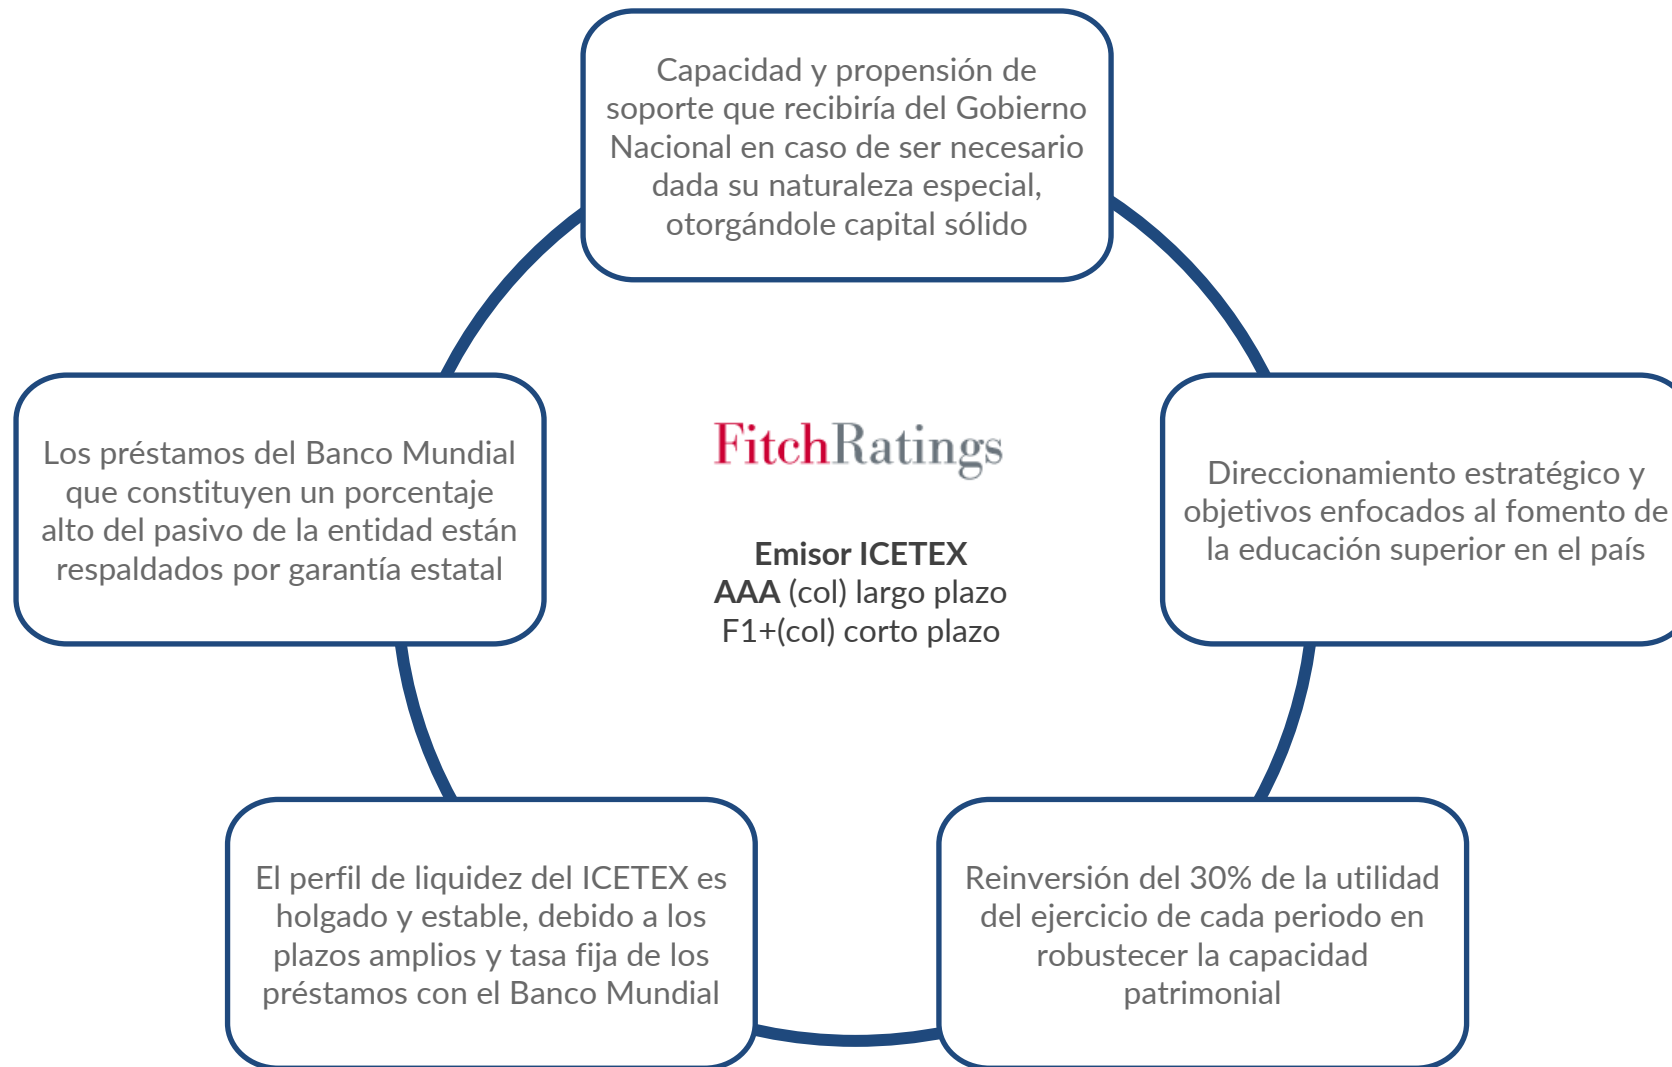 Capacidad y propensión de
soporte que recibiría del Gobierno
Nacional en caso de ser necesario
dada su naturaleza especial,
otorgándole capital sólido
Los préstamos del Banco Mundial
que constituyen un porcentaje
alto del pasivo de la entidad están
respaldados por garantía estatal
FitchRatings
Emisor ICETEX
AAA (col) largo plazo
F1+(col) corto plazo
Direccionamiento estratégico y
objetivos enfocados al fomento de
la educación superior en el país
El perfil de liquidez del ICETEX es
holgado y estable, debido a los
plazos amplios y tasa fija de los
préstamos con el Banco Mundial
Reinversión del 30% de la utilidad
del ejercicio de cada periodo en
robustecer la capacidad
patrimonial